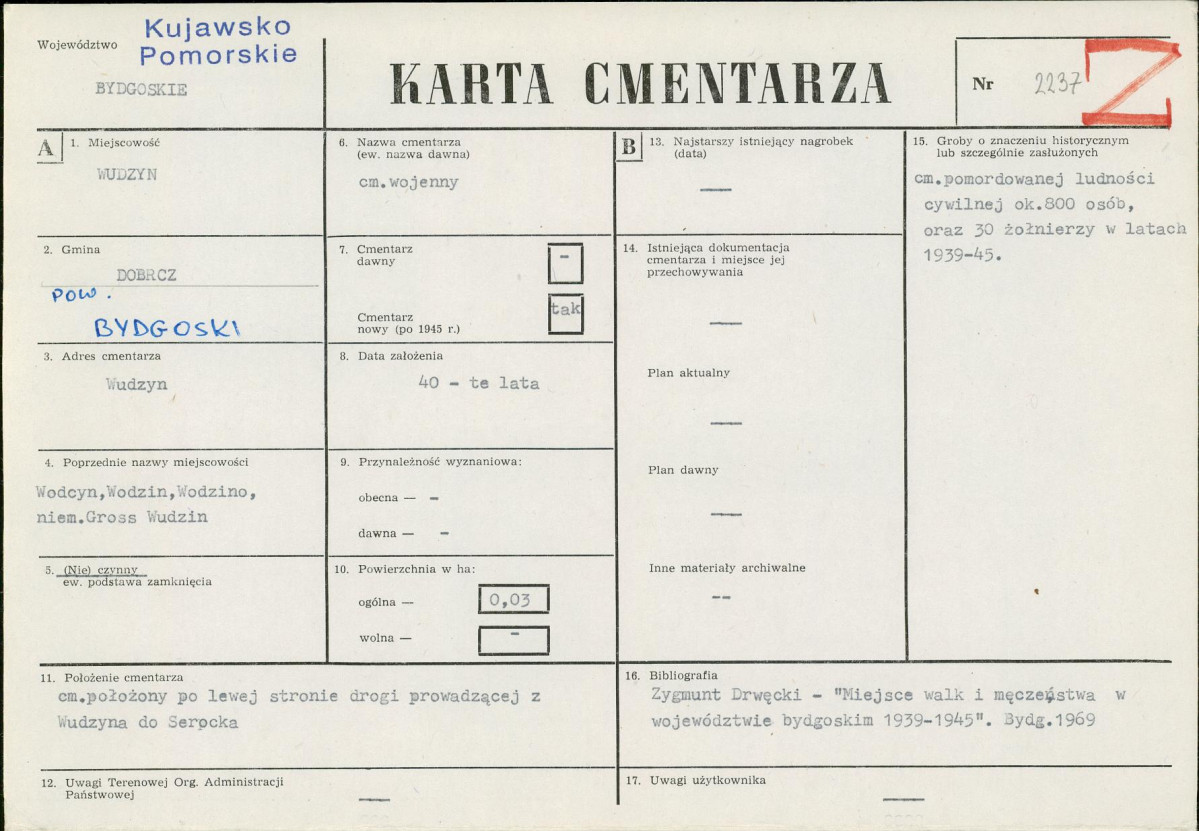 Województwo
Kujawsko
Pomorskie
BYDGOSKIE
KARTA CMENTARZA
Nr 2237
Z
A
1. Miejscowość
WUDZYN
2. Gmina
DOBRCZ
POW.
BYDGOSKI
3. Adres cmentarza
Wudzyn
4. Poprzednie nazwy miejscowości
Wodcyn,Wodzin,Wodzino,
niem.Gross Wudzin
5. (Nie) czynny
ew. podstawa zamknięcia
6. Nazwa cmentarza
(ew. nazwa dawna)
cm.wojenny
7. Cmentarz
dawny
-
Cmentarz
nowy (po 1945 r.)
tak
8. Data założenia
40 - te lata
9. Przynależność wyznaniowa:
obecna — -
dawna — -
10. Powierzchnia w ha:
ogólna — 0,03
wolna — -
11. Położenie cmentarza
cm.położony po lewej stronie drogi prowadzącej z
Wudzyna do Serocka
12. Uwagi Terenowej Org. Administracji
Państwowej
—
B
13. Najstarszy istniejący nagrobek
(data)
—
14. Istniejąca dokumentacja
cmentarza i miejsce jej
przechowywania
—
Plan aktualny
—
Plan dawny
—
Inne materiały archiwalne
--
15. Groby o znaczeniu historycznym
lub szczególnie zasłużonych
cm.pomordowanej ludności
cywilnej ok.800 osób,
oraz 30 żołnierzy w latach
1939-45.
16. Bibliografia
Zygmunt Drwęcki - "Miejsce walk i męczeństwa w
województwie bydgoskim 1939-1945". Bydg.1969
17. Uwagi użytkownika
—